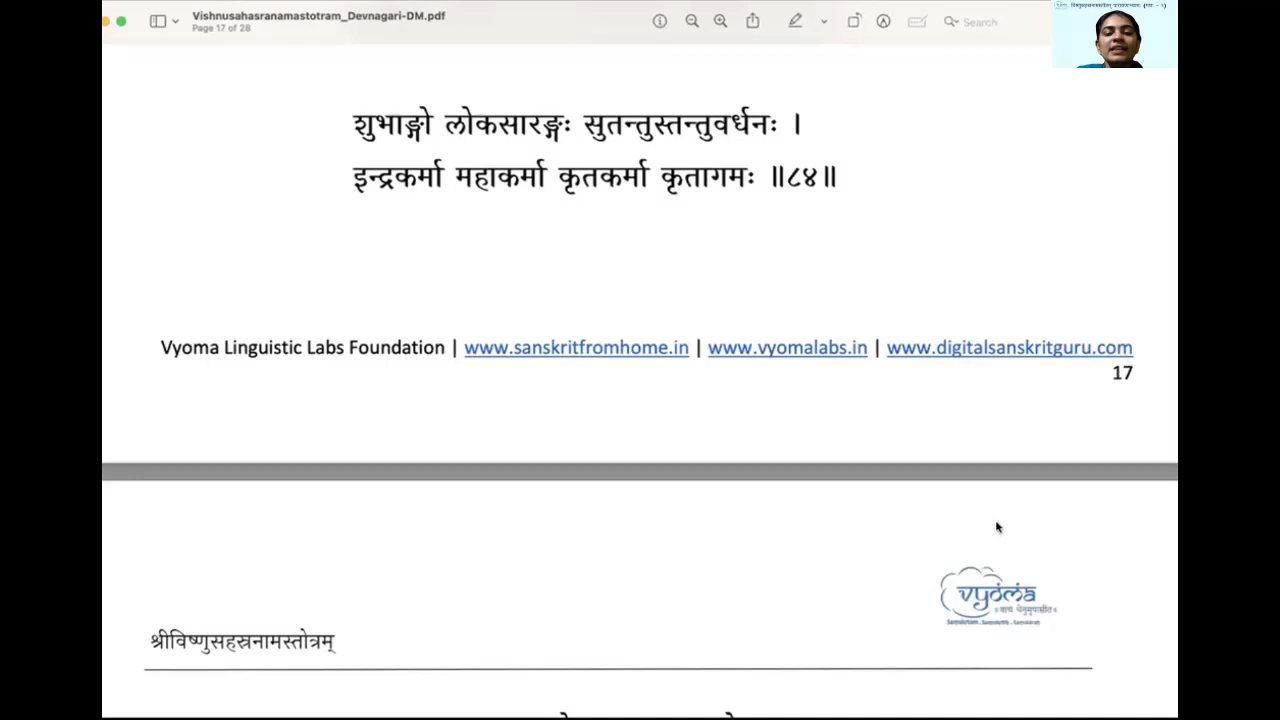 Vishnusahasranamastotram_Devnagari-DM.pdf
Page 17 of 28
Search
शुभाङ्गो लोकसारङ्गः सुतन्तुस्तन्तुवर्धनः ।
इन्द्रकर्मा महाकर्मा कृतकर्मा कृतागमः ॥८४॥
Vyoma Linguistic Labs Foundation | www.sanskritfromhome.in | www.vyomalabs.in | www.digitalsanskritguru.com
17
vyoma
श्रीविष्णुसहस्रनामस्तोत्रम्